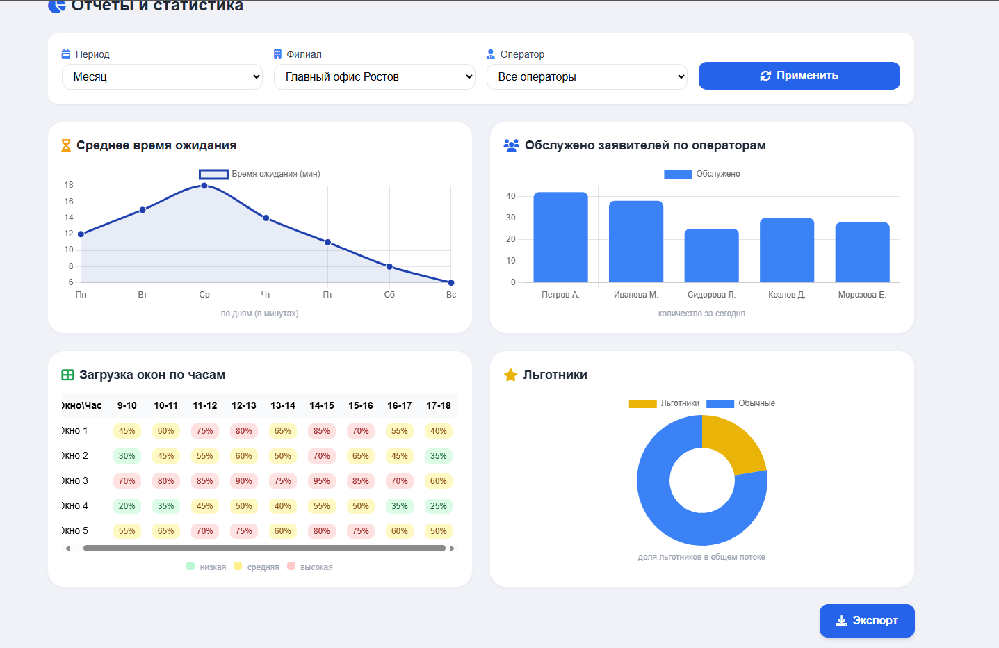 Отчеты и статистика
Период
Филиал
Оператор
Месяц
Главный офис Ростов
Все операторы
Применить
Среднее время ожидания
Время ожидания (мин)
18
16
14
12
10
8
6
Пн Вт Ср Чт Пт Сб Вс
по дням (в минутах)
Обслужено заявителей по операторам
Обслужено
40
30
20
10
0
Петров А. Иванова М. Сидорова Л. Козлов Д. Морозова Е.
количество за сегодня
Загрузка окон по часам
Окно\Час 9-10 10-11 11-12 12-13 13-14 14-15 15-16 16-17 17-18
Окно 1 45% 60% 75% 80% 65% 85% 70% 55% 40%
Окно 2 30% 45% 55% 60% 50% 70% 65% 45% 35%
Окно 3 70% 80% 85% 90% 75% 95% 85% 70% 60%
Окно 4 20% 35% 45% 50% 40% 55% 50% 35% 25%
Окно 5 55% 65% 70% 75% 60% 80% 75% 60% 50%
низкая средняя высокая
Льготники
Льготники Обычные
доля льготников в общем потоке
Экспорт